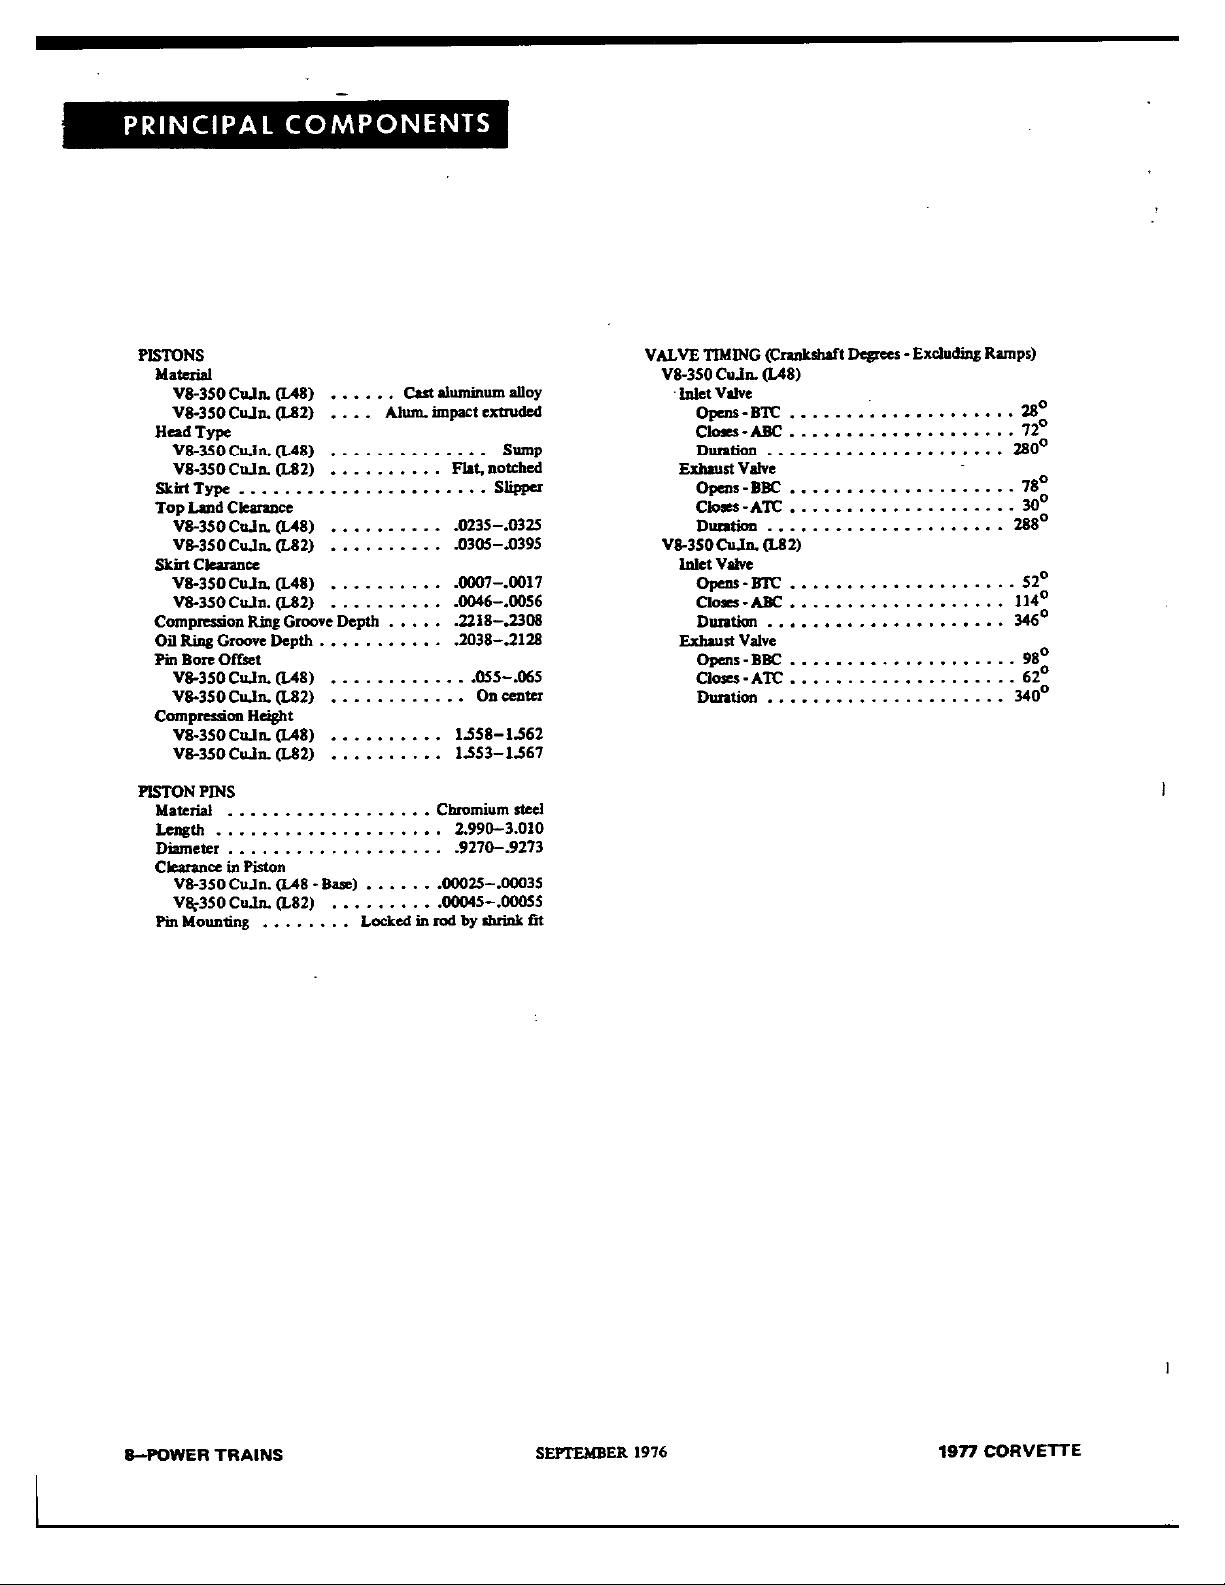 PRINCIPAL COMPONENTS
PISTONS
Material
V8-350 Cu.In. (L48) ...... Cast aluminum alloy
V8-350 Cu.In. (L82) .... Alum. impact extruded
Head Type
V8-350 Cu.In. (L48) .............. Sump
V8-350 Cu.In. (L82) .......... Flat, notched
Skirt Type ...................... Slipper
Top Land Clearance
V8-350 Cu.In. (L48) .......... .0235-.0325
V8-350 Cu.In. (L82) .......... .0305-.0395
Skirt Clearance
V8-350 Cu.In. (L48) .......... .0007-.0017
V8-350 Cu.In. (L82) .......... .0046-.0056
Compression Ring Groove Depth ..... .2218-.2308
Oil Ring Groove Depth ........... .2038-.2128
Pin Bore Offset
V8-350 Cu.In. (L48) ............. .055-.065
V8-350 Cu.In. (L82) ............ On center
Compression Height
V8-350 Cu.In. (L48) .......... 1.558-1.562
V8-350 Cu.In. (L82) .......... 1.553-1.567
PISTON PINS
Material .................. Chromium steel
Length .................... 2.990-3.010
Diameter ................... .9270-.9273
Clearance in Piston
V8-350 Cu.In. (L48 - Base) ....... .00025-.00035
V8-350 Cu.In. (L82) .......... .00045-.00055
Pin Mounting ........ Locked in rod by shrink fit
VALVE TIMING (Crankshaft Degrees - Excluding Ramps)
V8-350 Cu.In. (L48)
Inlet Valve
Opens - BTC .................... 28°
Closes - ABC .................... 72°
Duration ..................... 280°
Exhaust Valve
Opens - BBC .................... 78°
Closes - ATC .................... 30°
Duration ..................... 288°
V8-350 Cu.In. (L82)
Inlet Valve
Opens - BTC .................... 52°
Closes - ABC ................... 114°
Duration ..................... 346°
Exhaust Valve
Opens - BBC .................... 98°
Closes - ATC .................... 62°
Duration ..................... 340°
8-POWER TRAINS
SEPTEMBER 1976
1977 CORVETTE